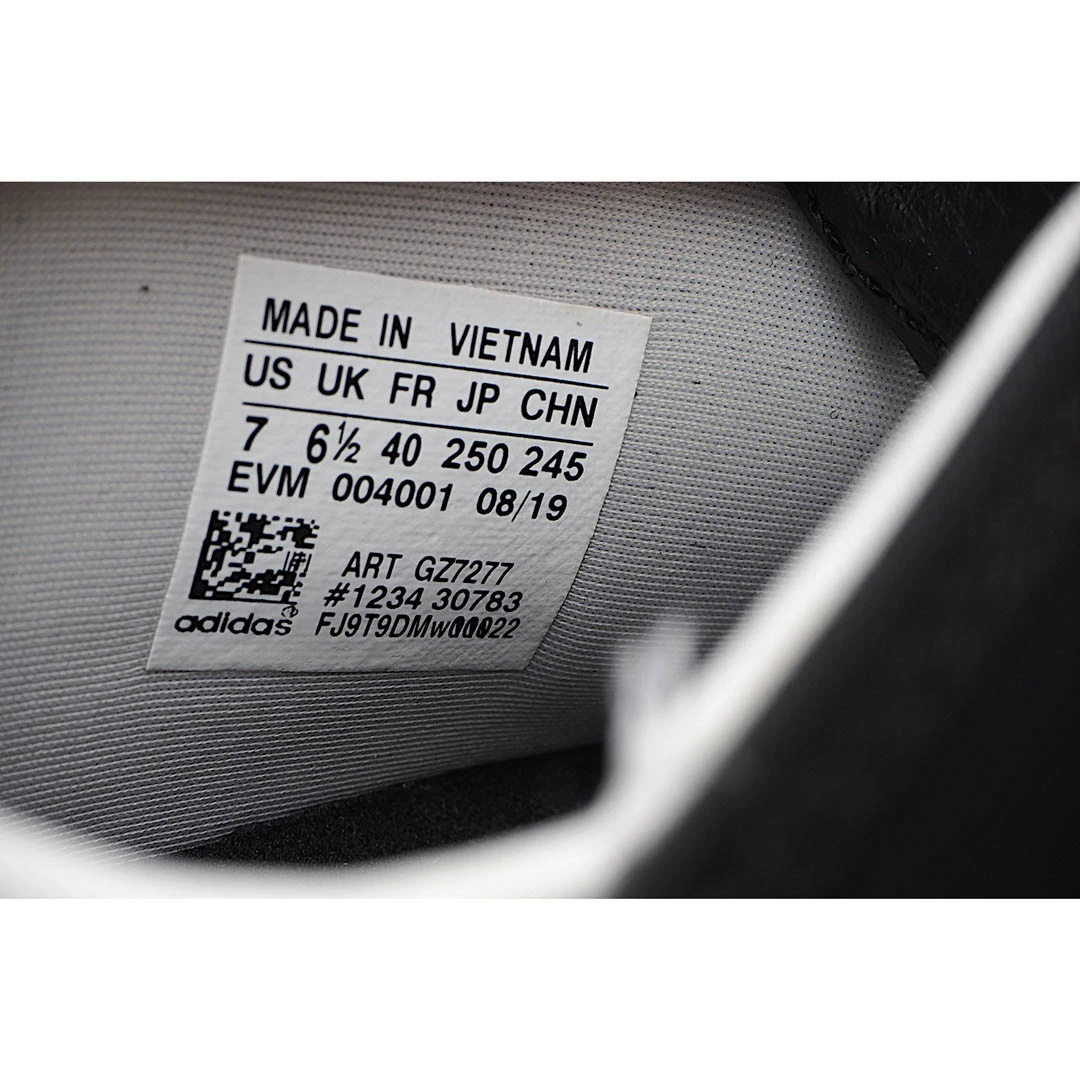 MADE IN VIETNAM
US UK FR JP CHN
7 6½ 40 250 245
EVM 004001 08/19
ART GZ7277
#1234 30783
adidas®